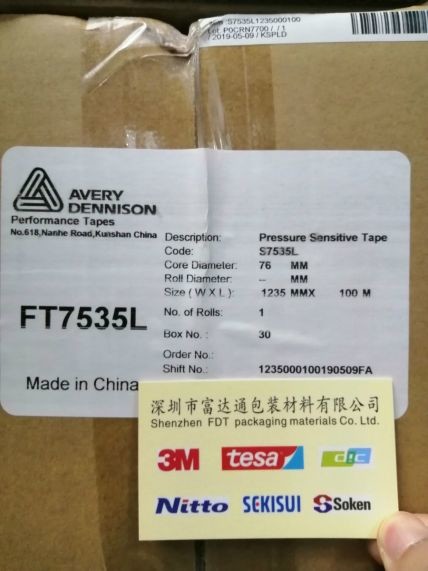 :S7535L1235000100
Lot. P0CRN7700 / / 1
/ 2019-05-09 / KSPLD
AVERY
DENNISON
Performance Tapes
No.618,Nanhe Road,Kunshan China
FT7535L
Made in China
Description: Pressure Sensitive Tape
Code: S7535L
Core Diameter: 76 MM
Roll Diameter: -- MM
Size ( W X L ): 1235 MMX 100 M
No. of Rolls: 1
Box No. : 30
Order No.:
Shift No.: 1235000100190509FA
深圳市富达通包装材料有限公司
Shenzhen FDT packaging materials Co. Ltd.
3M tesa dic
Nitto SEKISUI Soken